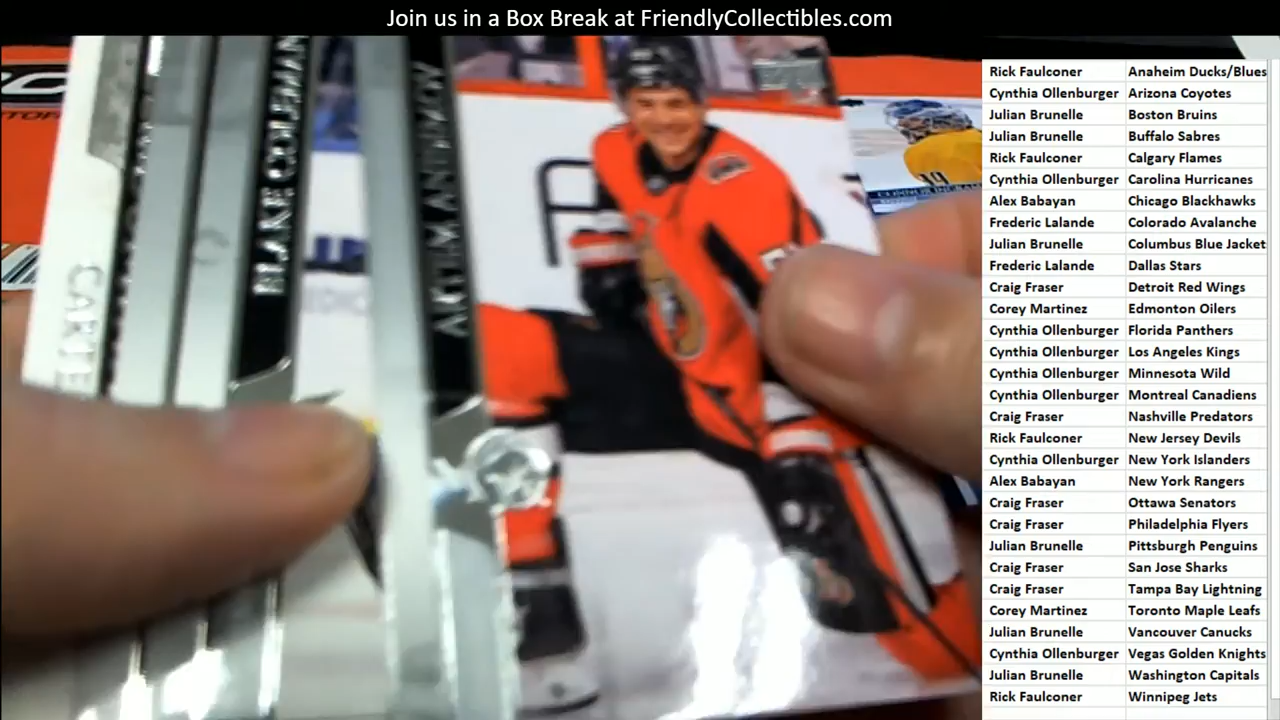 Join us in a Box Break at FriendlyCollectibles.com
Rick Faulconer Anaheim Ducks/Blues
Cynthia Ollenburger Arizona Coyotes
Julian Brunelle Boston Bruins
Julian Brunelle Buffalo Sabres
Rick Faulconer Calgary Flames
Cynthia Ollenburger Carolina Hurricanes
Alex Babayan Chicago Blackhawks
Frederic Lalande Colorado Avalanche
Julian Brunelle Columbus Blue Jacket
Frederic Lalande Dallas Stars
Craig Fraser Detroit Red Wings
Corey Martinez Edmonton Oilers
Cynthia Ollenburger Florida Panthers
Cynthia Ollenburger Los Angeles Kings
Cynthia Ollenburger Minnesota Wild
Cynthia Ollenburger Montreal Canadiens
Craig Fraser Nashville Predators
Rick Faulconer New Jersey Devils
Cynthia Ollenburger New York Islanders
Alex Babayan New York Rangers
Craig Fraser Ottawa Senators
Craig Fraser Philadelphia Flyers
Julian Brunelle Pittsburgh Penguins
Craig Fraser San Jose Sharks
Craig Fraser Tampa Bay Lightning
Corey Martinez Toronto Maple Leafs
Julian Brunelle Vancouver Canucks
Cynthia Ollenburger Vegas Golden Knights
Julian Brunelle Washington Capitals
Rick Faulconer Winnipeg Jets
CARTE
BLAKE COLEMAN
ARTEM